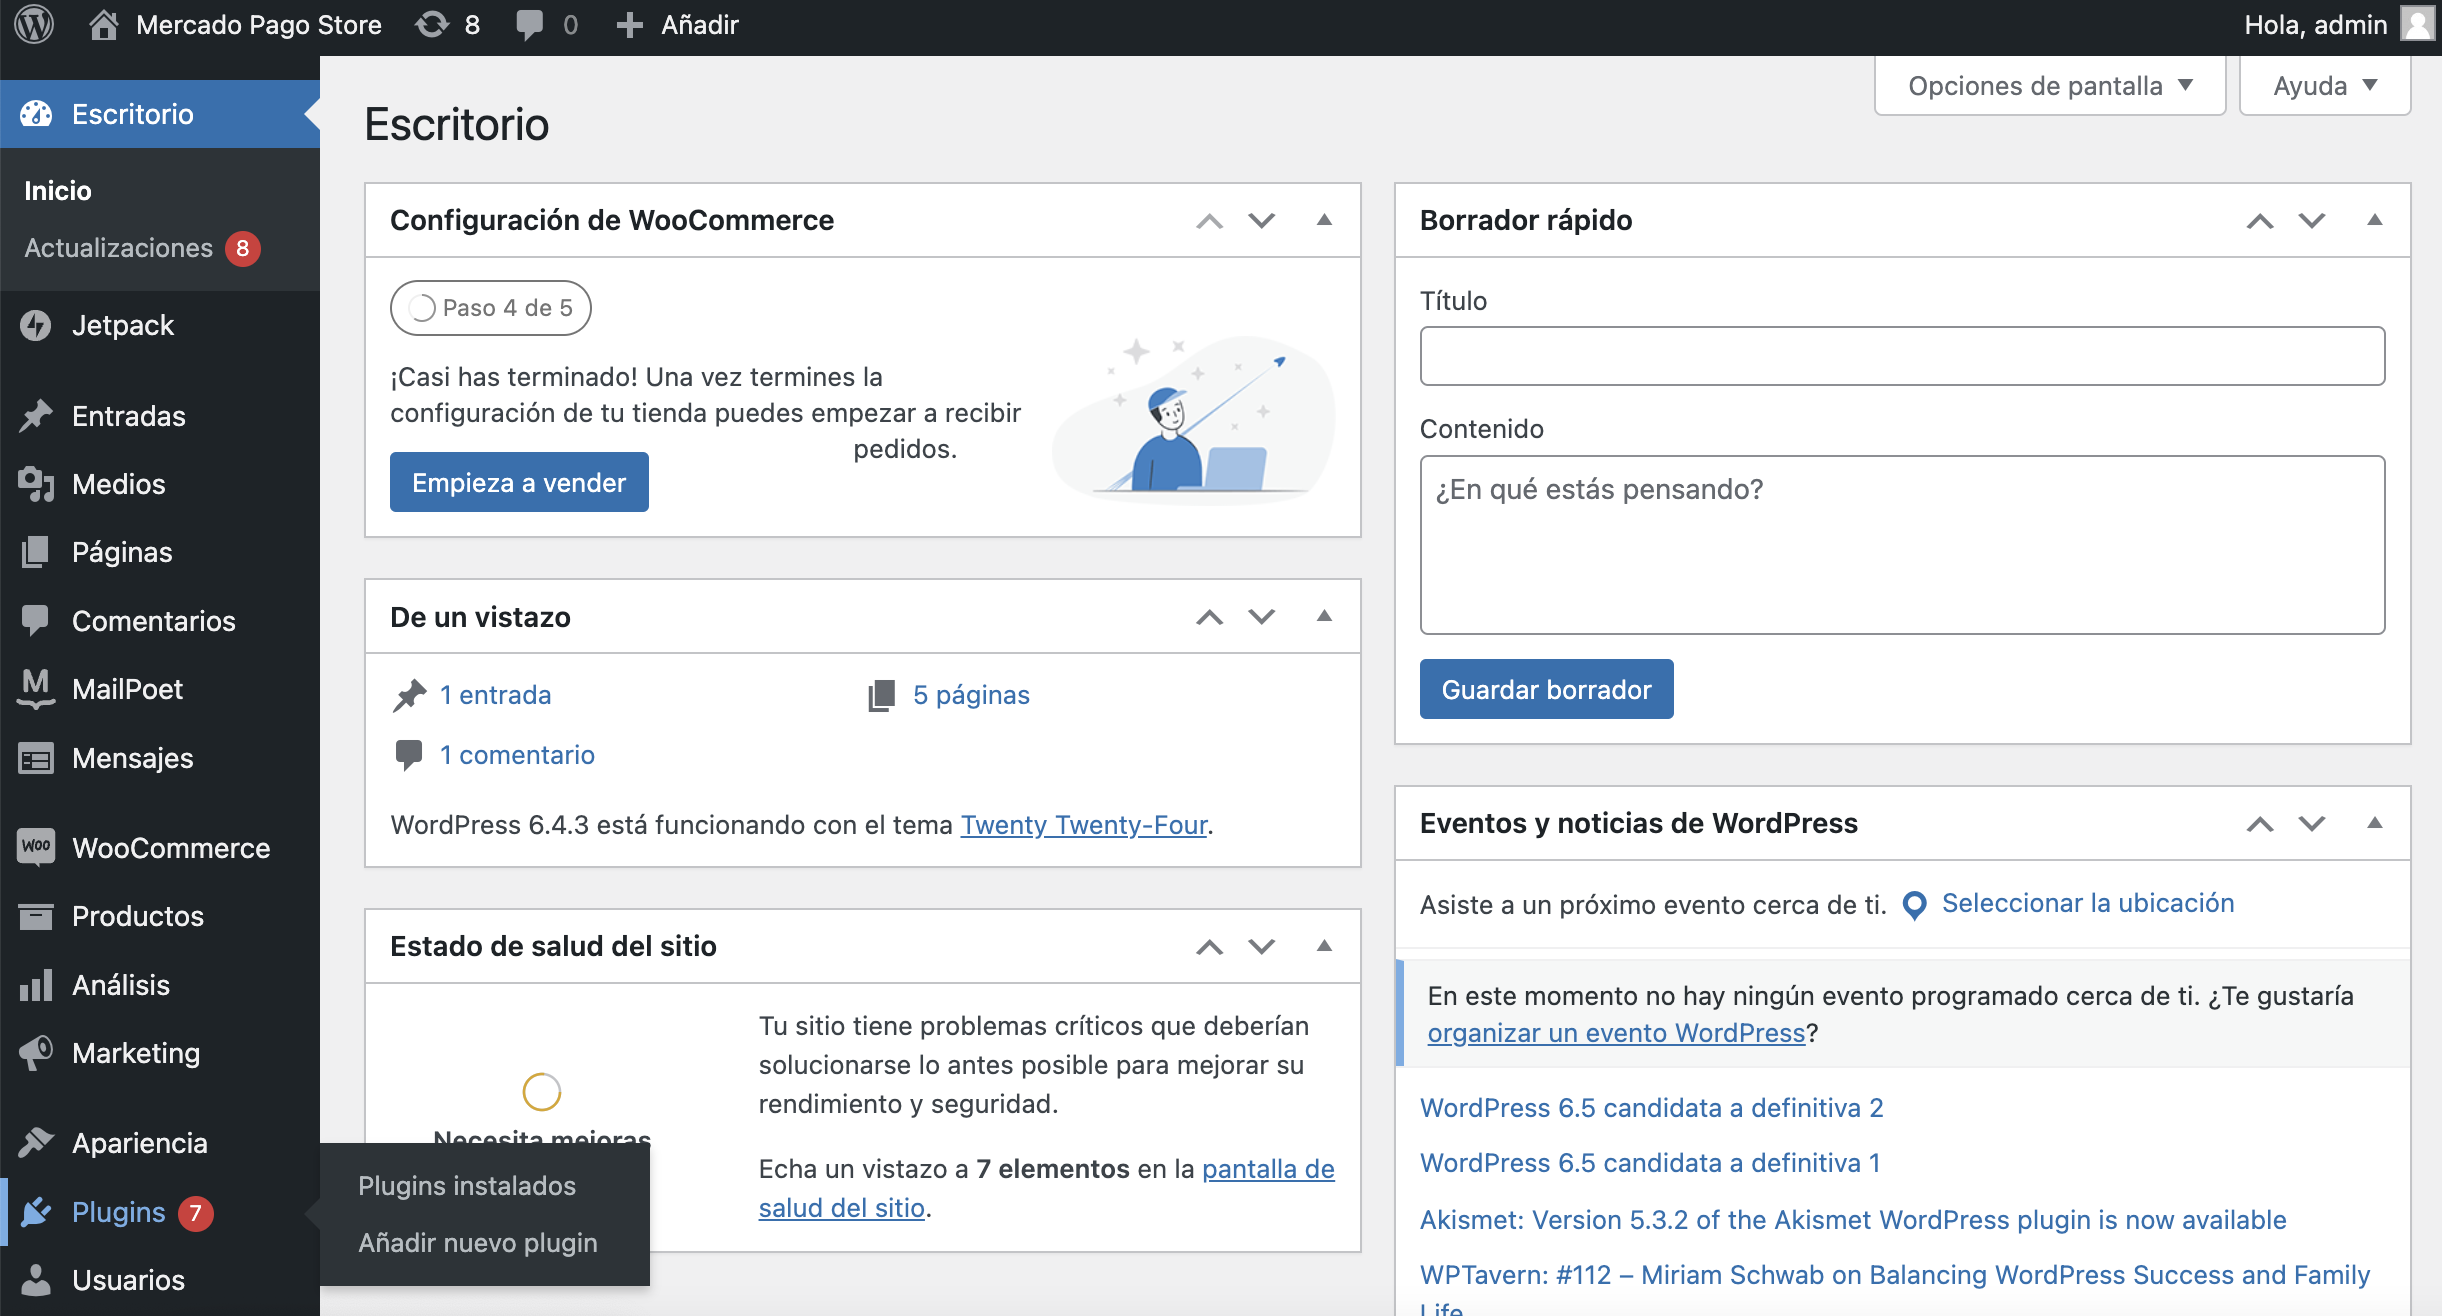 Mercado Pago Store
8
0
Añadir
Hola, admin
Escritorio
Inicio
Actualizaciones 8
Jetpack
Entradas
Medios
Páginas
Comentarios
MailPoet
Mensajes
Woo WooCommerce
Productos
Análisis
Marketing
Apariencia
Plugins 7
Usuarios
Plugins instalados
Añadir nuevo plugin
Opciones de pantalla
Ayuda
Escritorio
Configuración de WooCommerce
Paso 4 de 5
¡Casi has terminado! Una vez termines la
configuración de tu tienda puedes empezar a recibir
pedidos.
Empieza a vender
De un vistazo
1 entrada
5 páginas
1 comentario
WordPress 6.4.3 está funcionando con el tema Twenty Twenty-Four.
Estado de salud del sitio
Necesita mejoras
Tu sitio tiene problemas críticos que deberían
solucionarse lo antes posible para mejorar su
rendimiento y seguridad.
Echa un vistazo a 7 elementos en la pantalla de
salud del sitio.
Borrador rápido
Título
Contenido
¿En qué estás pensando?
Guardar borrador
Eventos y noticias de WordPress
Asiste a un próximo evento cerca de ti. Seleccionar la ubicación
En este momento no hay ningún evento programado cerca de ti. ¿Te gustaría
organizar un evento WordPress?
WordPress 6.5 candidata a definitiva 2
WordPress 6.5 candidata a definitiva 1
Akismet: Version 5.3.2 of the Akismet WordPress plugin is now available
WPTavern: #112 – Miriam Schwab on Balancing WordPress Success and Family
Life